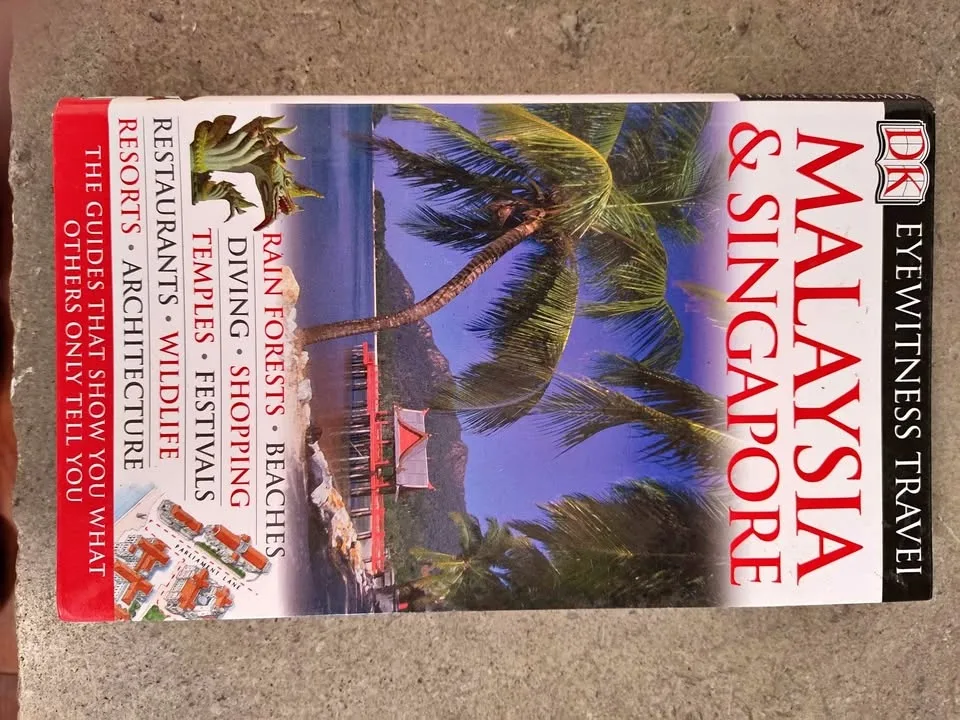 DK
EYEWITNESS TRAVEL
MALAYSIA
& SINGAPORE
RAIN FORESTS • BEACHES
DIVING • SHOPPING
TEMPLES • FESTIVALS
RESTAURANTS • WILDLIFE
RESORTS • ARCHITECTURE
PARLIAMENT LANE
THE GUIDES THAT SHOW YOU WHAT
OTHERS ONLY TELL YOU